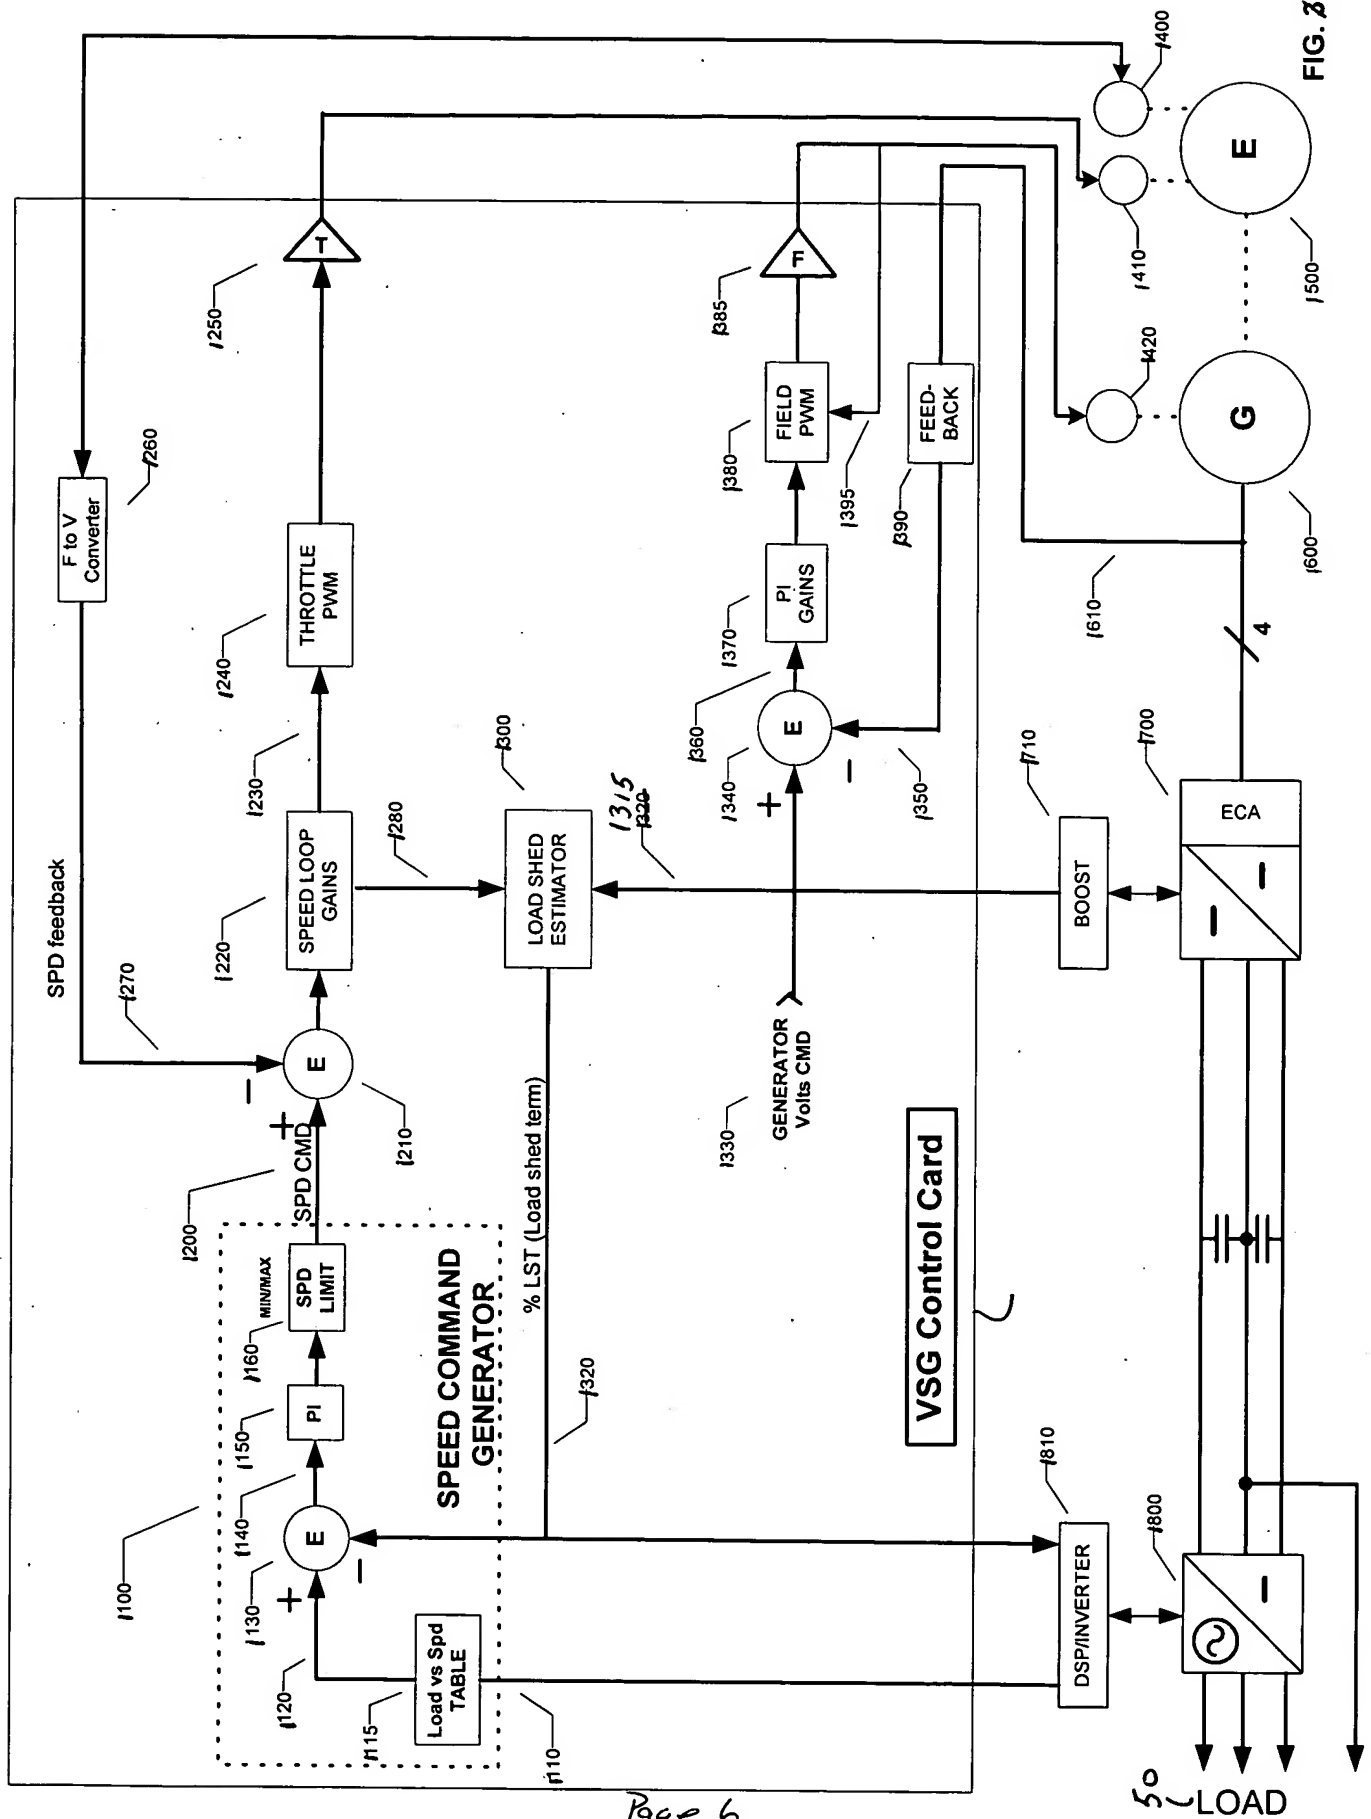 FIG. 3
SPD feedback
1270
F to V
Converter
1260
1100
1120
1115
Load vs Spd
TABLE
1110
1130
+
−
E
1140
1150
PI
1160
MIN/MAX
SPD
LIMIT
SPEED COMMAND
GENERATOR
1200
SPD CMD
+
−
E
1210
1220
SPEED LOOP
GAINS
1230
1240
THROTTLE
PWM
1250
T
1280
1300
LOAD SHED
ESTIMATOR
1315
1320
% LST (Load shed term)
1320
1330
GENERATOR
Volts CMD
+
−
1340
E
1350
1360
1370
PI
GAINS
1380
FIELD
PWM
1385
F
1395
1390
FEED-
BACK
VSG Control Card
1400
1410
1420
E
1500
G
1600
1610
4
1700
ECA
1710
BOOST
1810
DSP/INVERTER
1800
50
LOAD
Page 6